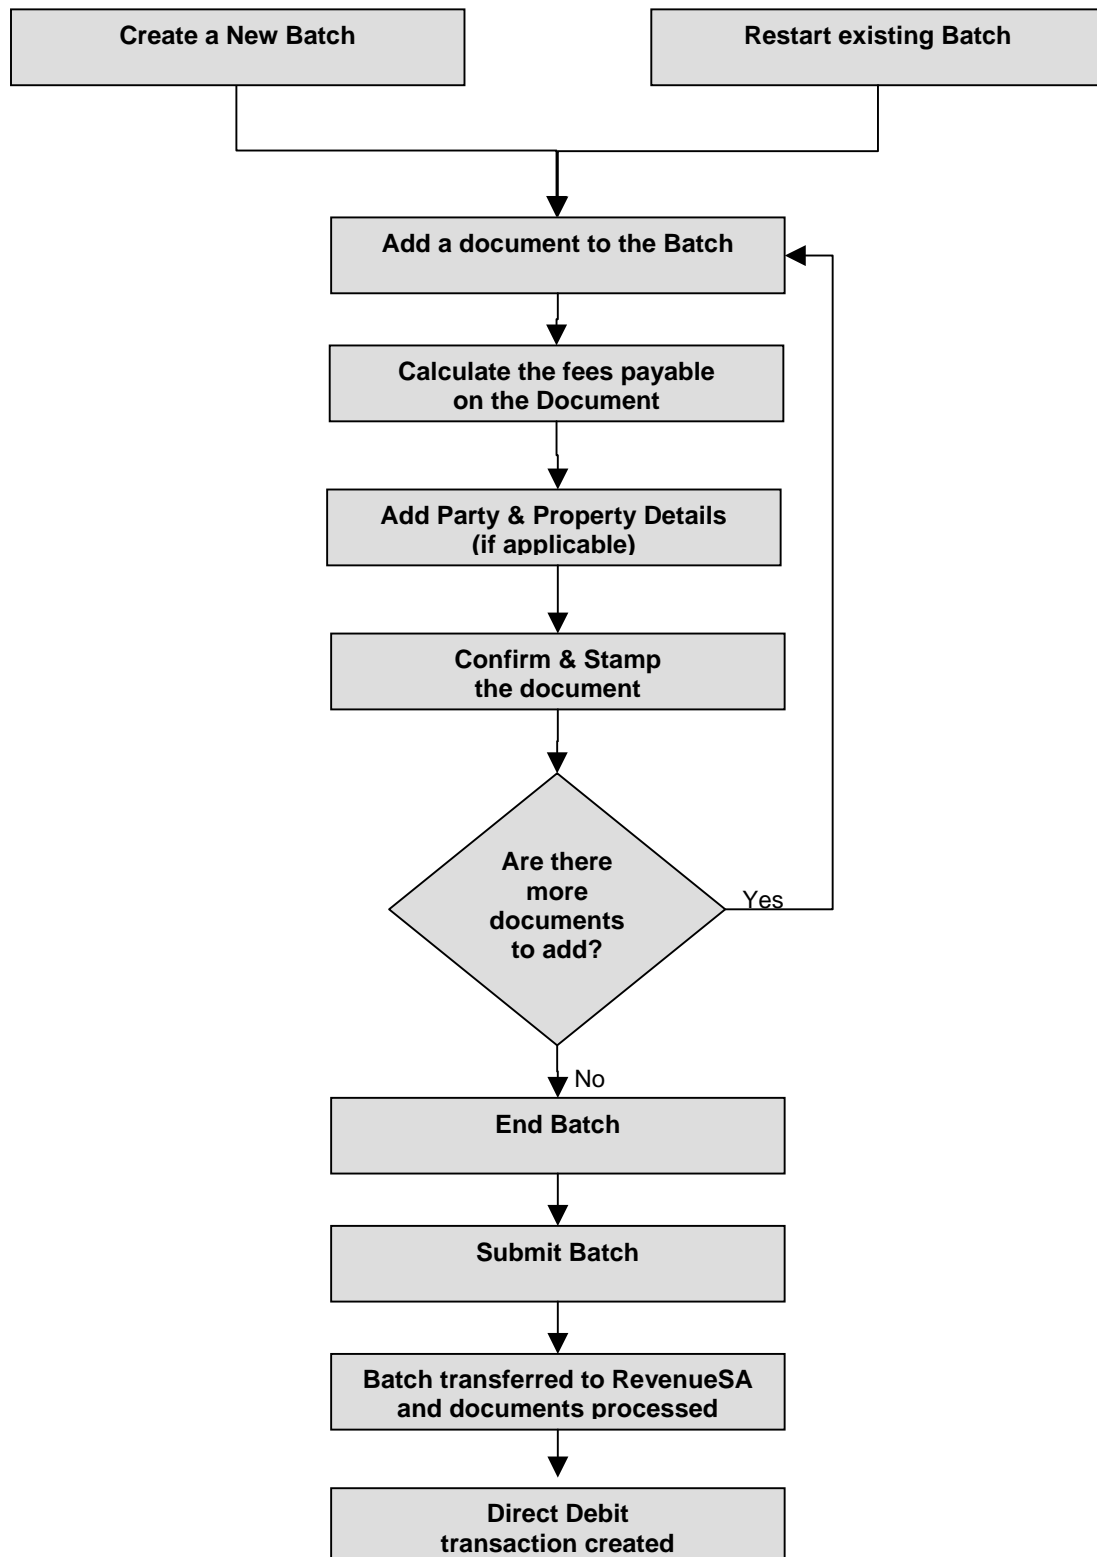 Create a New Batch
Restart existing Batch
Add a document to the Batch
Calculate the fees payable
on the Document
Add Party & Property Details
(if applicable)
Confirm & Stamp
the document
Are there
more
documents
to add?
Yes
No
End Batch
Submit Batch
Batch transferred to RevenueSA
and documents processed
Direct Debit
transaction created